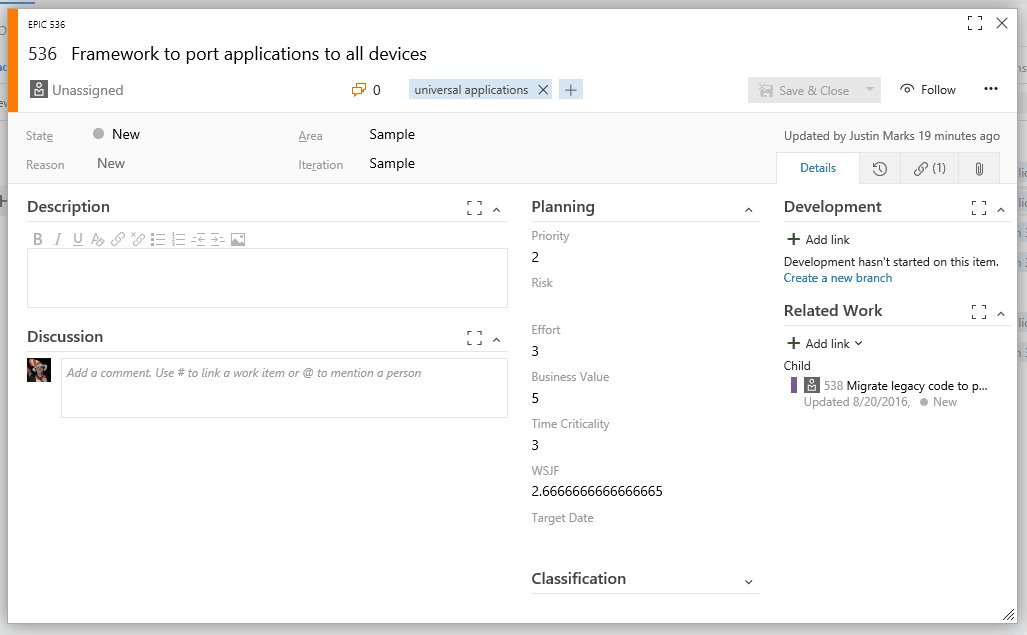 EPIC 536
536 Framework to port applications to all devices
Unassigned 0 universal applications Save & Close Follow
State New Area Sample Updated by Justin Marks 19 minutes ago
Reason New Iteration Sample
Details (1)
Description
B I U
Discussion
Add a comment. Use # to link a work item or @ to mention a person
Planning
Priority
2
Risk
Effort
3
Business Value
5
Time Criticality
3
WSJF
2.6666666666666665
Target Date
Classification
Development
Add link
Development hasn't started on this item.
Create a new branch
Related Work
Add link
Child
538 Migrate legacy code to p...
Updated 8/20/2016, New